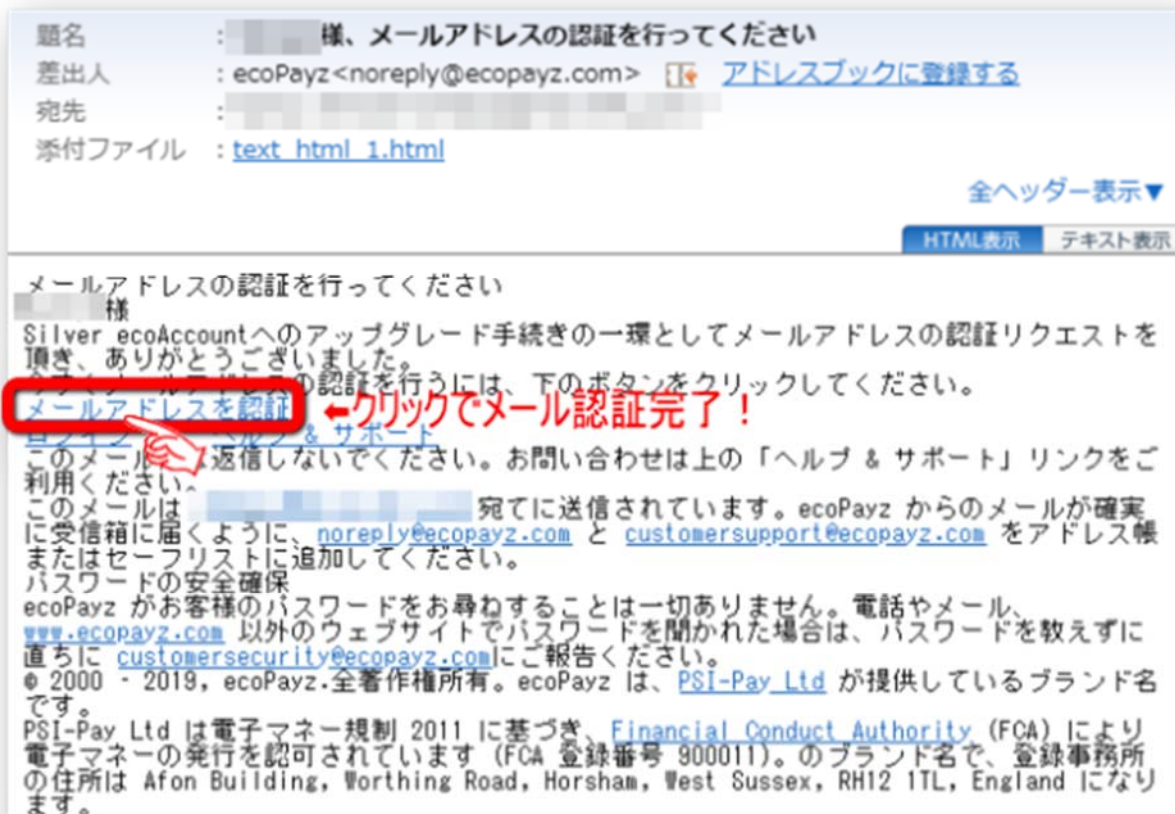 題名 : 様、メールアドレスの認証を行ってください
差出人 : ecoPayz<noreply@ecopayz.com> アドレスブックに登録する
宛先 :
添付ファイル : text_html_1.html
全ヘッダー表示▼
HTML表示 テキスト表示
メールアドレスの認証を行ってください
様
Silver ecoAccountへのアップグレード手続きの一環としてメールアドレスの認証リクエストを
頂き、ありがとうございました。
メールアドレスの認証を行うには、下のボタンをクリックしてください。
メールアドレスを認証 ←クリックでメール認証完了！
ヘルプ & サポート
このメールには返信しないでください。お問い合わせは上の「ヘルプ & サポート」リンクをご
利用ください。
このメールは 宛てに送信されています。ecoPayz からのメールが確実
に受信箱に届くように、noreply@ecopayz.com と customersupport@ecopayz.com をアドレス帳
またはセーフリストに追加してください。
パスワードの安全確保
ecoPayz がお客様のパスワードをお尋ねすることは一切ありません。電話やメール、
www.ecopayz.com 以外のウェブサイトでパスワードを聞かれた場合は、パスワードを教えずに
直ちに customersecurity@ecopayz.comにご報告ください。
© 2000 - 2019, ecoPayz.全著作権所有。ecoPayz は、PSI-Pay Ltd が提供しているブランド名
です。
PSI-Pay Ltd は電子マネー規制 2011 に基づき、Financial Conduct Authority (FCA) により
電子マネーの発行を認可されています (FCA 登録番号 900011)。のブランド名で、登録事務所
の住所は Afon Building, Worthing Road, Horsham, West Sussex, RH12 1TL, England になり
ます。